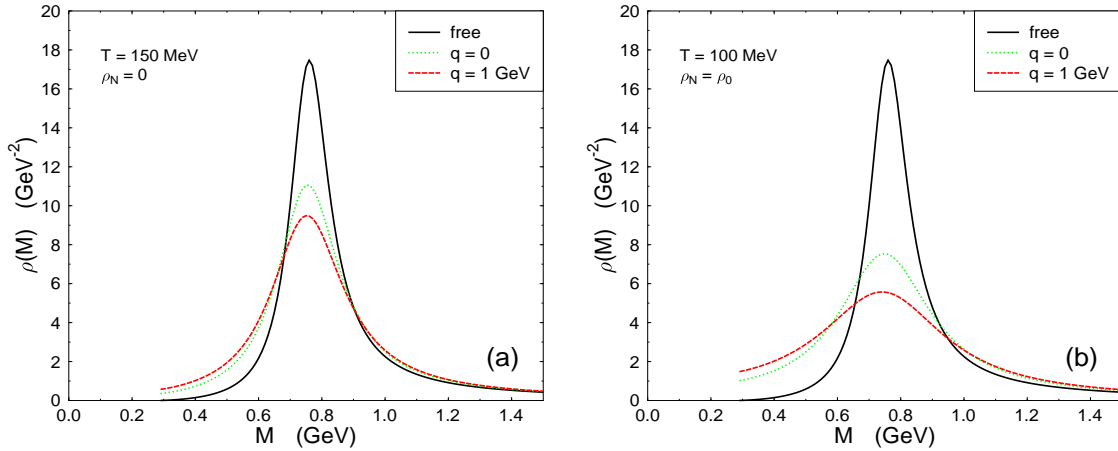 20
18
16
14
12
10
8
6
4
2
0
ρ(M) (GeV⁻²)
T = 150 MeV
ρN = 0
free
q = 0
q = 1 GeV
(a)
0.0 0.2 0.4 0.6 0.8 1.0 1.2 1.4
M (GeV)
20
18
16
14
12
10
8
6
4
2
0
ρ(M) (GeV⁻²)
T = 100 MeV
ρN = ρ0
free
q = 0
q = 1 GeV
(b)
0.0 0.2 0.4 0.6 0.8 1.0 1.2 1.4
M (GeV)